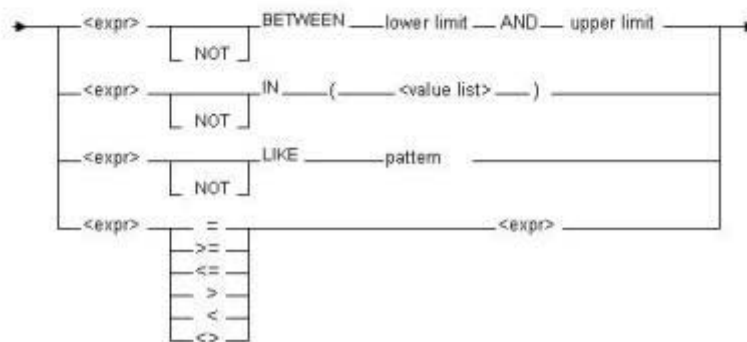 <expr> BETWEEN lower limit AND upper limit
NOT
<expr> IN ( <value list> )
NOT
<expr> LIKE pattern
NOT
<expr> = <expr>
>=
<=
>
<
<>